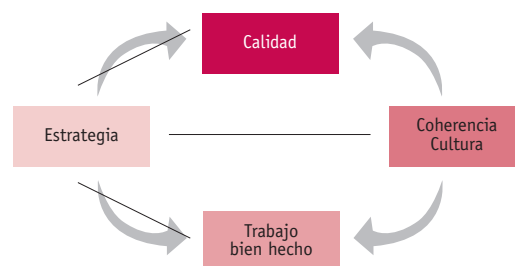 Calidad
Estrategia
Coherencia
Cultura
Trabajo
bien hecho